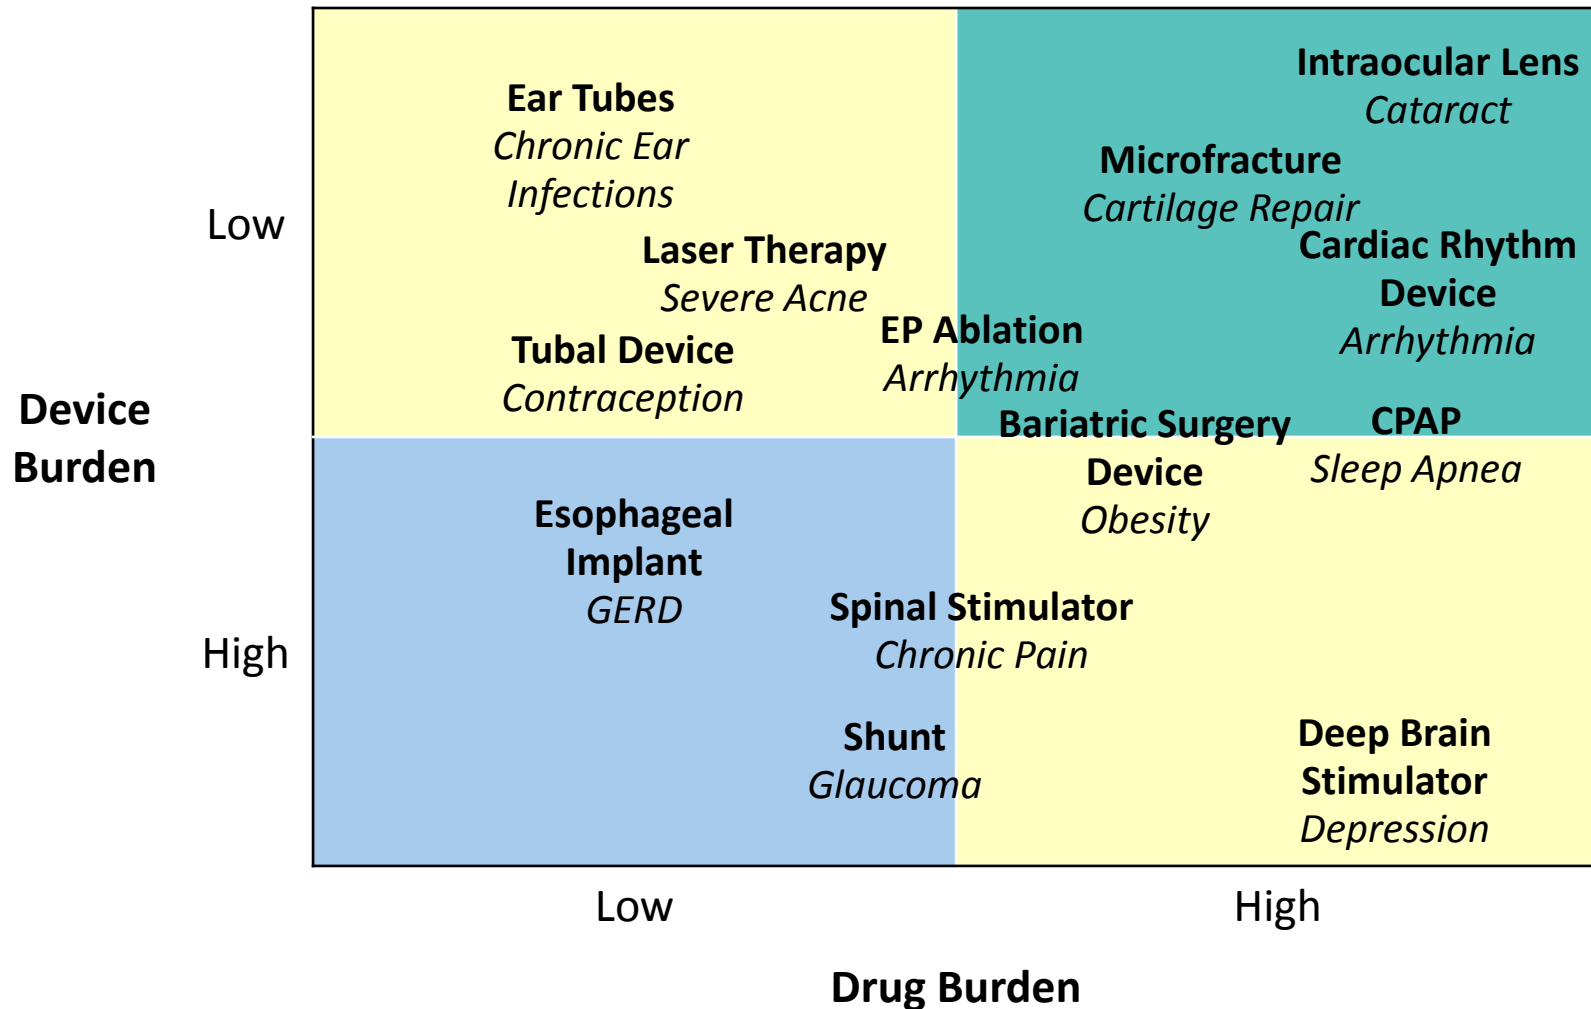 Intraocular Lens
Cataract
Ear Tubes
Chronic Ear
Infections
Microfracture
Cartilage Repair
Low
Laser Therapy
Severe Acne
Cardiac Rhythm
Device
Arrhythmia
EP Ablation
Arrhythmia
Tubal Device
Contraception
Device
Burden
Bariatric Surgery
Device
Obesity
CPAP
Sleep Apnea
Esophageal
Implant
GERD
Spinal Stimulator
Chronic Pain
High
Shunt
Glaucoma
Deep Brain
Stimulator
Depression
Low
High
Drug Burden